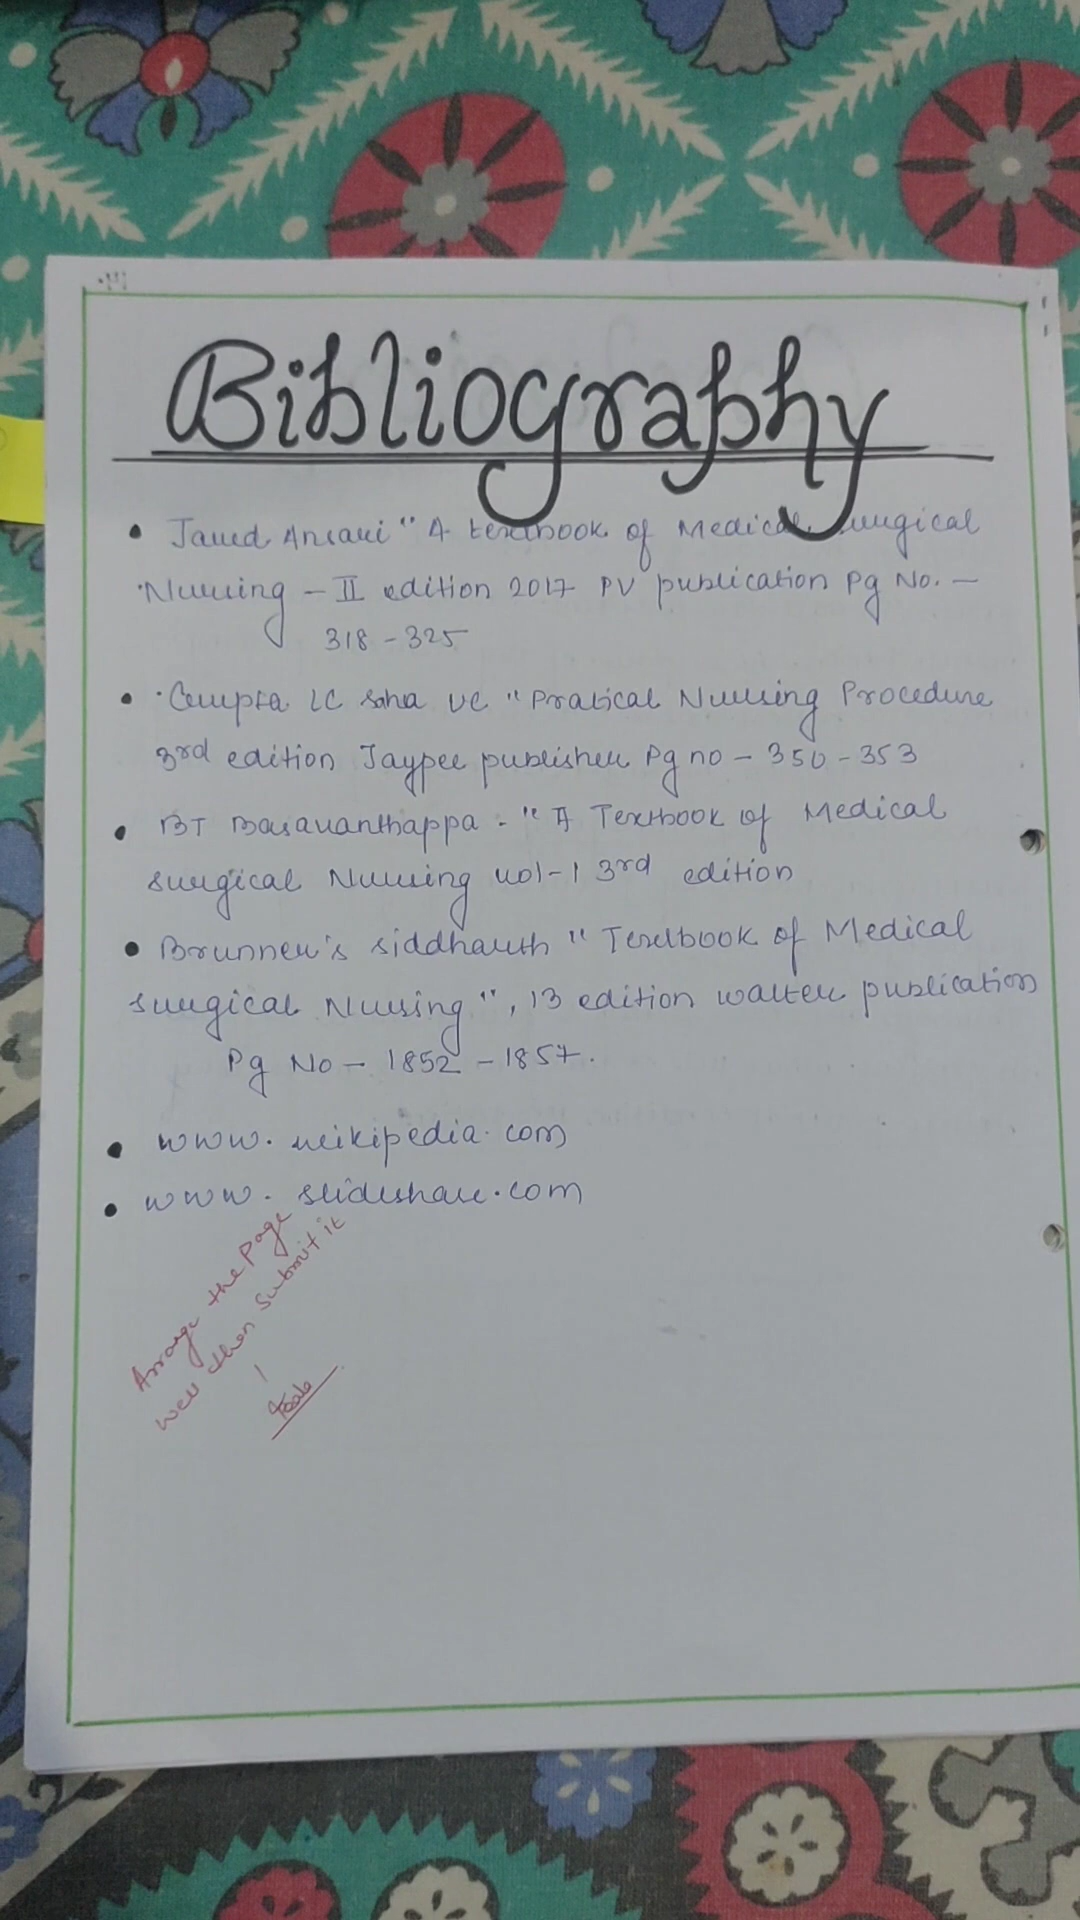 Bibliography
• Javed Ansari "A textbook of Medical surgical
Nursing - II edition 2017 PV publication Pg No. -
318 - 325
• Gupta LC Saha VC "Pratical Nursing Procedure
3rd edition Jaypee publisher Pg no - 350 - 353
• BT Basavanthappa - "A Textbook of Medical
surgical Nursing vol-1 3rd edition
• Brunner's siddharth "Textbook of Medical
surgical Nursing", 13 edition walter publication
Pg No - 1852 - 1857.
• www.wikipedia.com
• www.slideshare.com
Arrange the Page
well then submit it